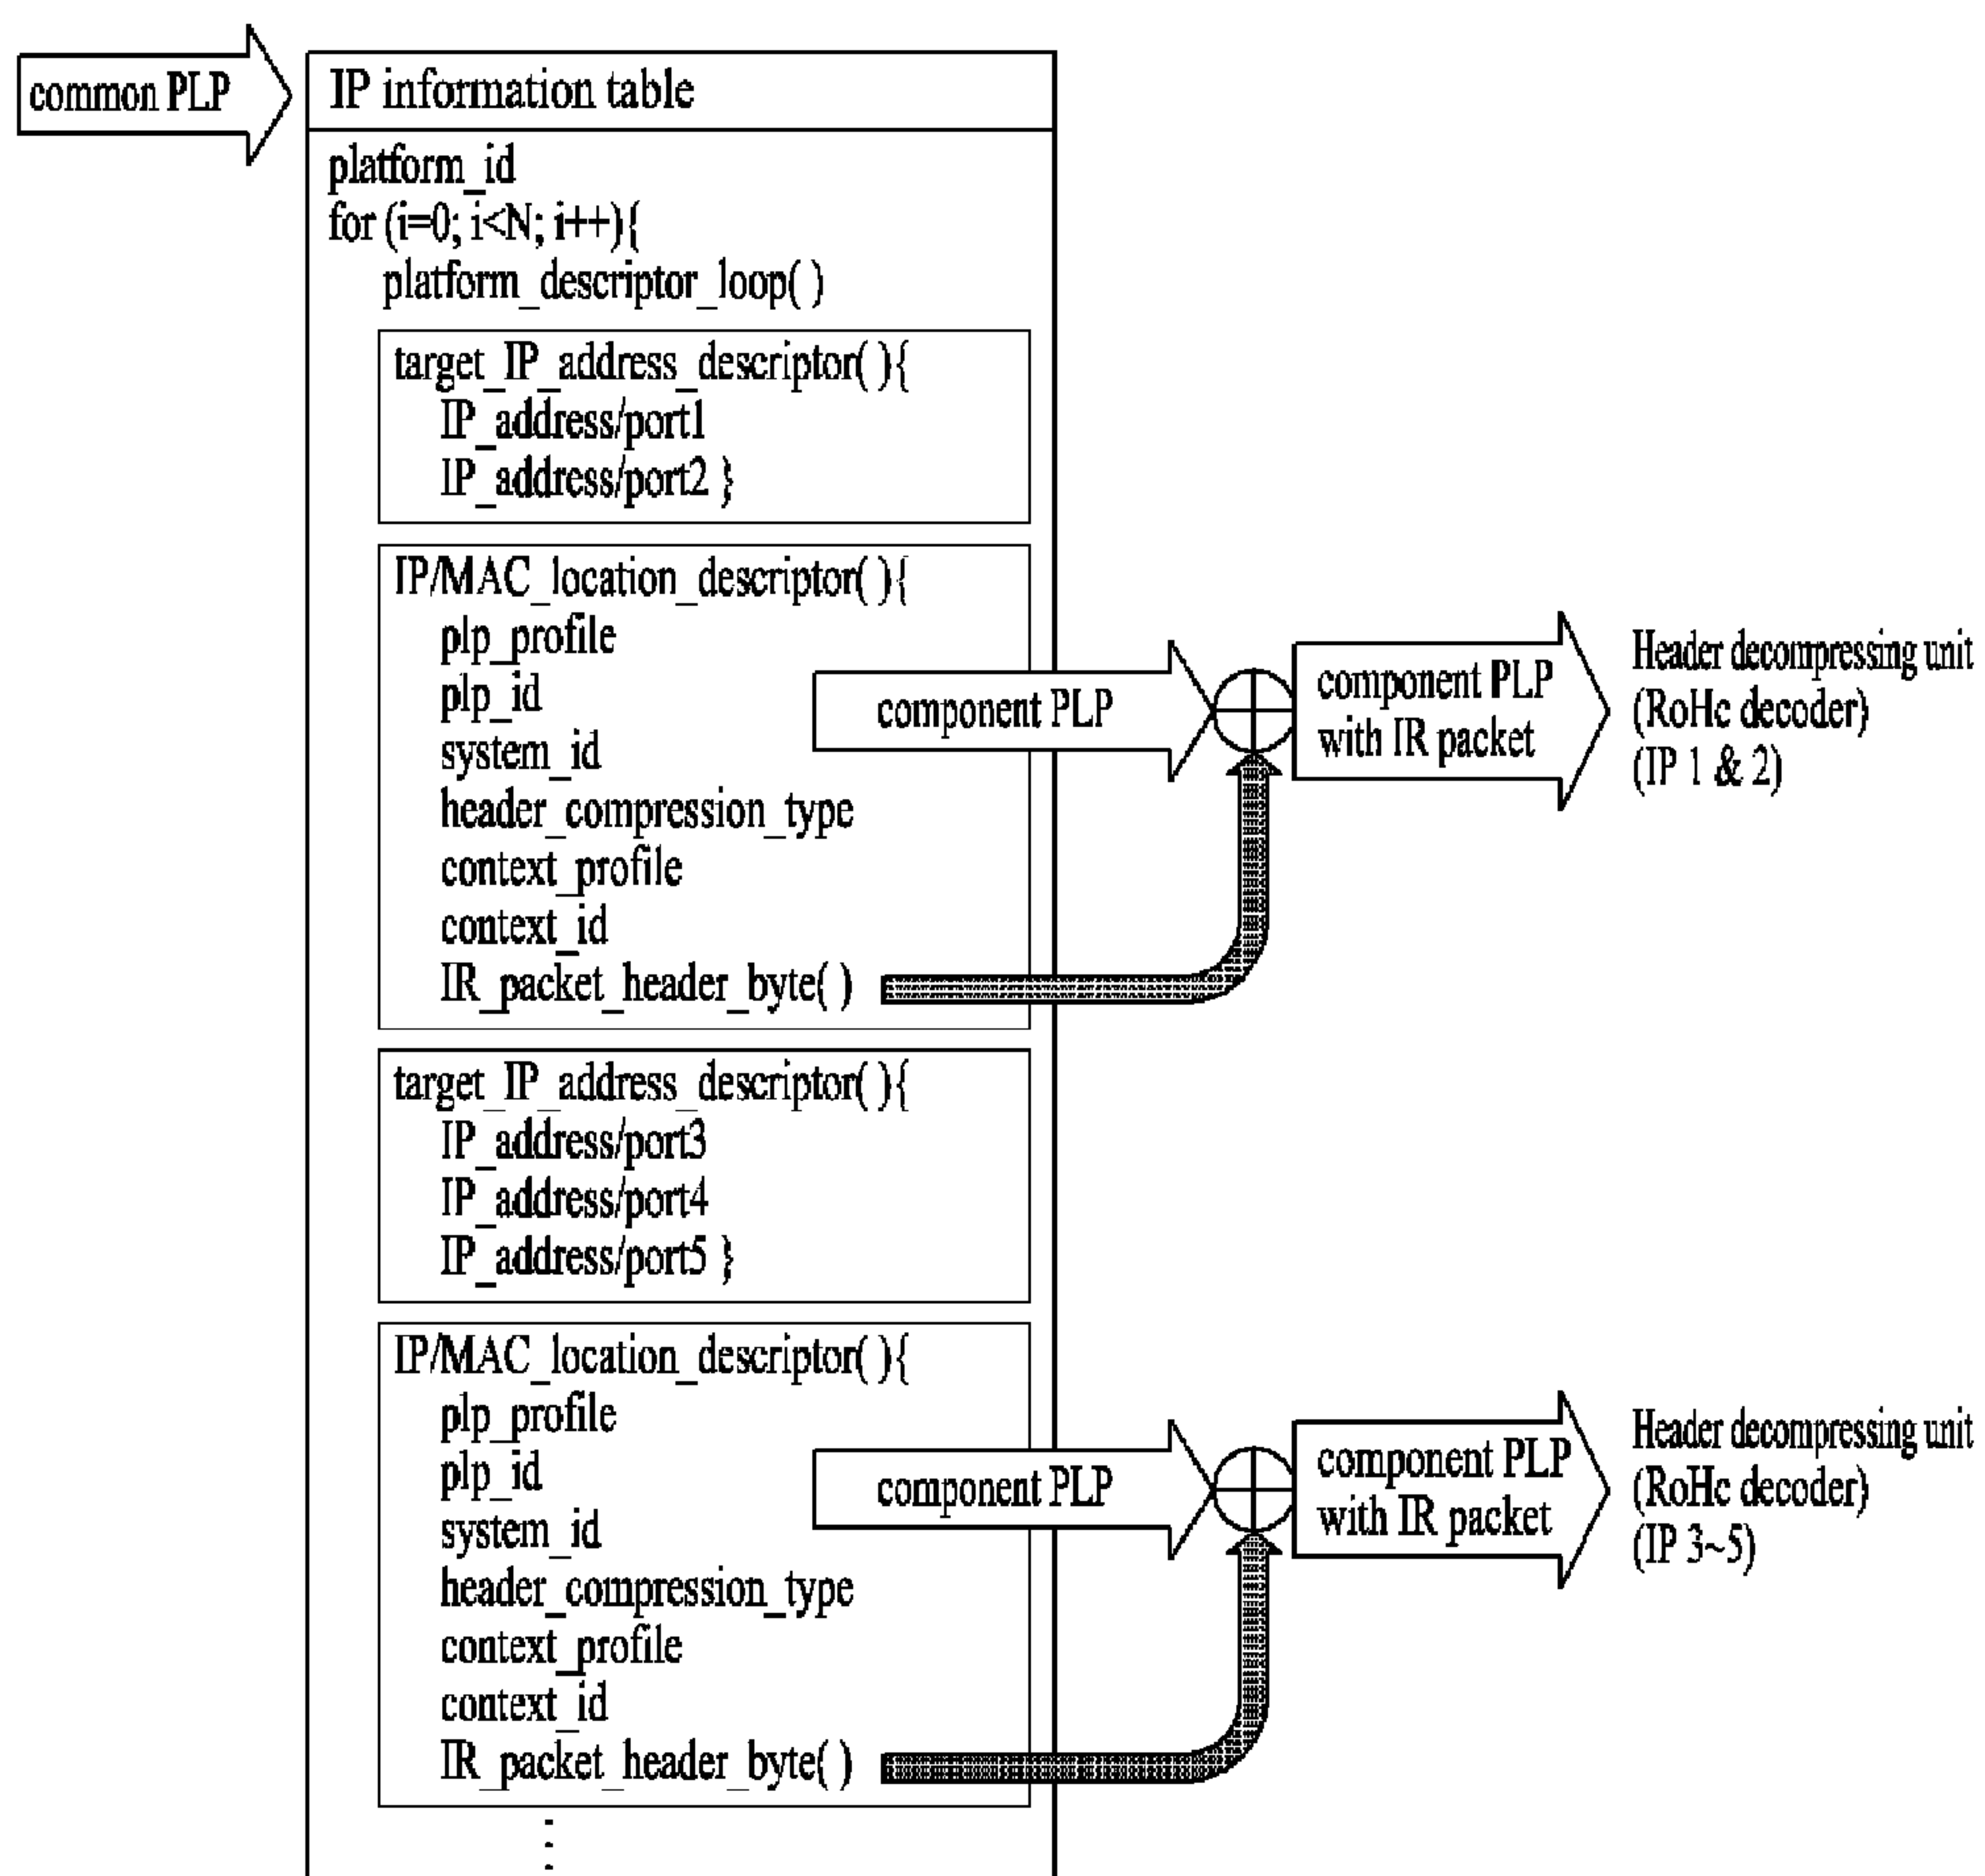 common PLP
IP information table
platform_id
for (i=0; i<N; i++){
platform_descriptor_loop( )
target_IP_address_descriptor( ){
IP_address/port1
IP_address/port2 }
IP/MAC_location_descriptor( ){
plp_profile
plp_id
system_id
header_compression_type
context_profile
context_id
IR_packet_header_byte( )
component PLP
component PLP
with IR packet
Header decompressing unit
(RoHc decoder)
(IP 1 & 2)
target_IP_address_descriptor( ){
IP_address/port3
IP_address/port4
IP_address/port5 }
IP/MAC_location_descriptor( ){
plp_profile
plp_id
system_id
header_compression_type
context_profile
context_id
IR_packet_header_byte( )
component PLP
component PLP
with IR packet
Header decompressing unit
(RoHc decoder)
(IP 3~5)